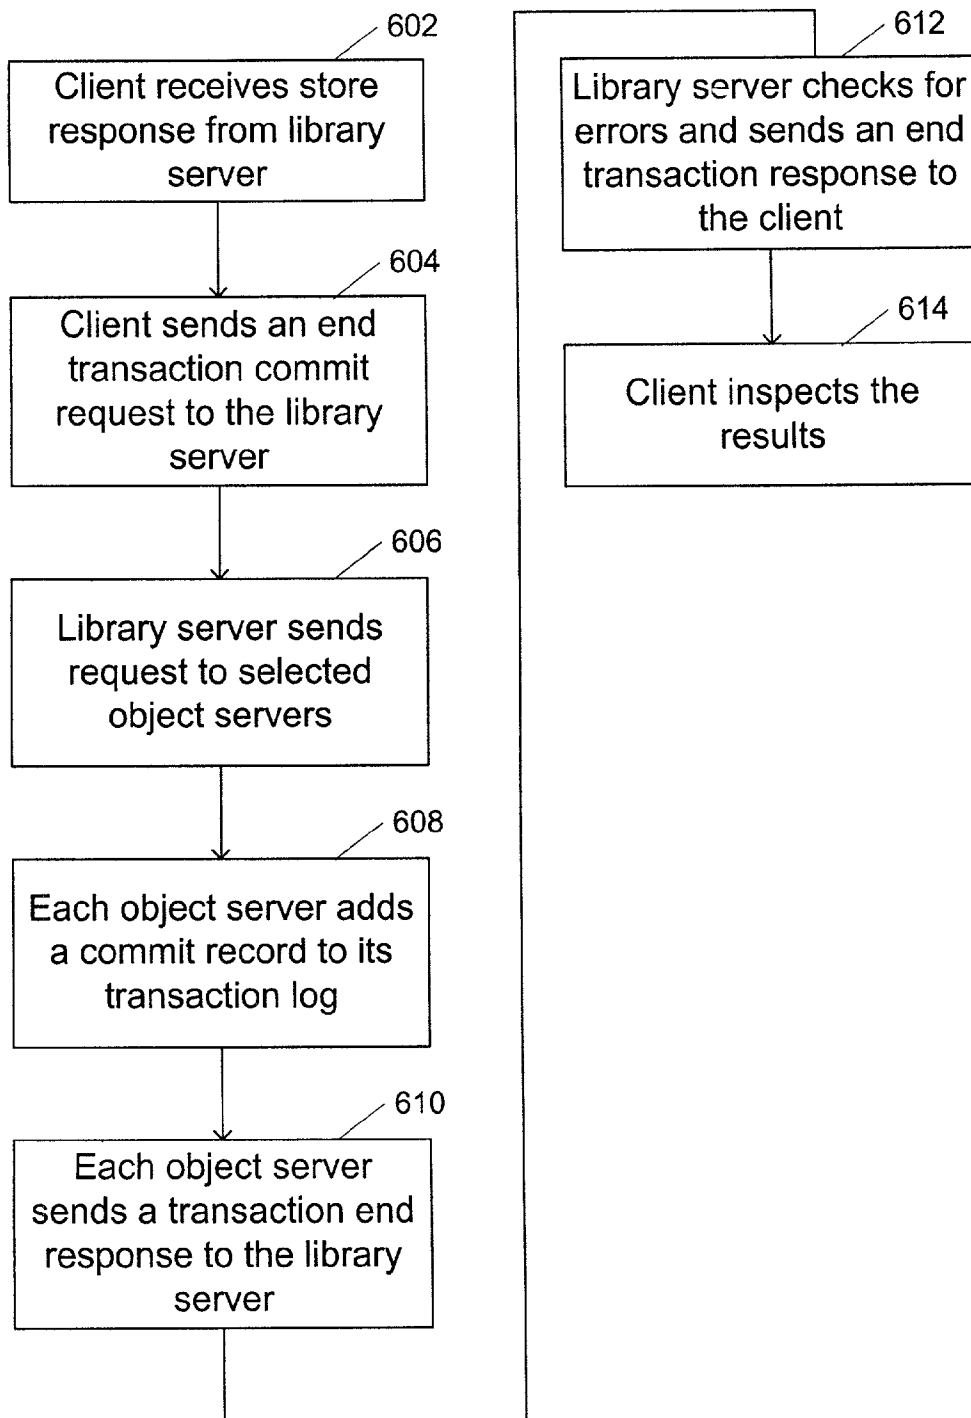 602
Client receives store
response from library
server
604
Client sends an end
transaction commit
request to the library
server
606
Library server sends
request to selected
object servers
608
Each object server adds
a commit record to its
transaction log
610
Each object server
sends a transaction end
response to the library
server
612
Library server checks for
errors and sends an end
transaction response to
the client
614
Client inspects the
results